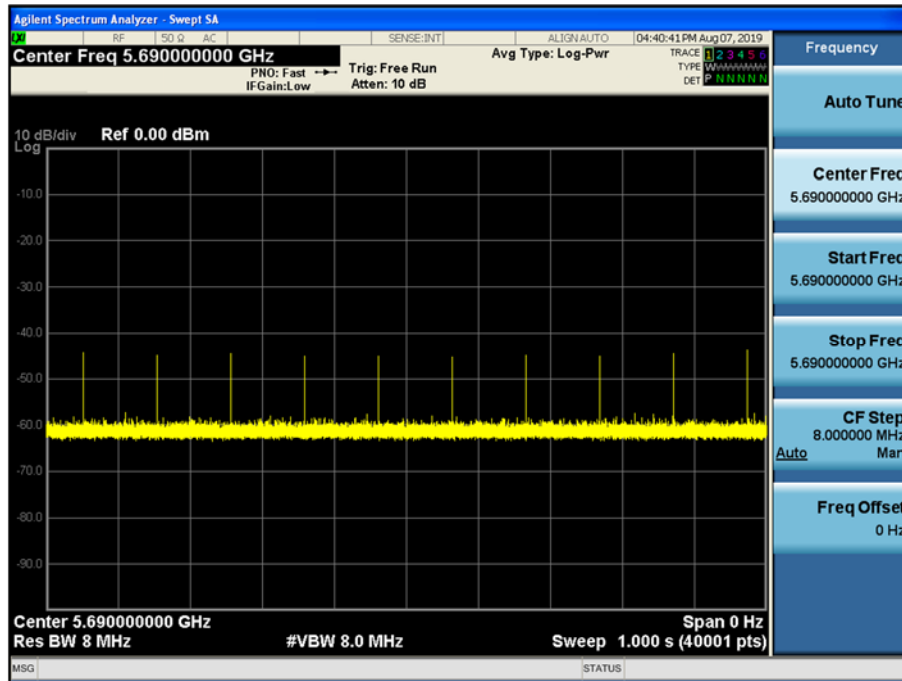 Agilent Spectrum Analyzer - Swept SA
LXI RF 50 Ω AC SENSE:INT ALIGN AUTO 04:40:41 PM Aug 07, 2019
Center Freq 5.690000000 GHz
PNO: Fast
IFGain:Low
Trig: Free Run
Atten: 10 dB
Avg Type: Log-Pwr
TRACE 1 2 3 4 5 6
TYPE W
DET P N N N N N
10 dB/div Ref 0.00 dBm
Log
-10.0
-20.0
-30.0
-40.0
-50.0
-60.0
-70.0
-80.0
-90.0
Center 5.690000000 GHz Span 0 Hz
Res BW 8 MHz #VBW 8.0 MHz Sweep 1.000 s (40001 pts)
MSG STATUS
Frequency
Auto Tune
Center Freq
5.690000000 GHz
Start Freq
5.690000000 GHz
Stop Freq
5.690000000 GHz
CF Step
8.000000 MHz
Auto Man
Freq Offset
0 Hz